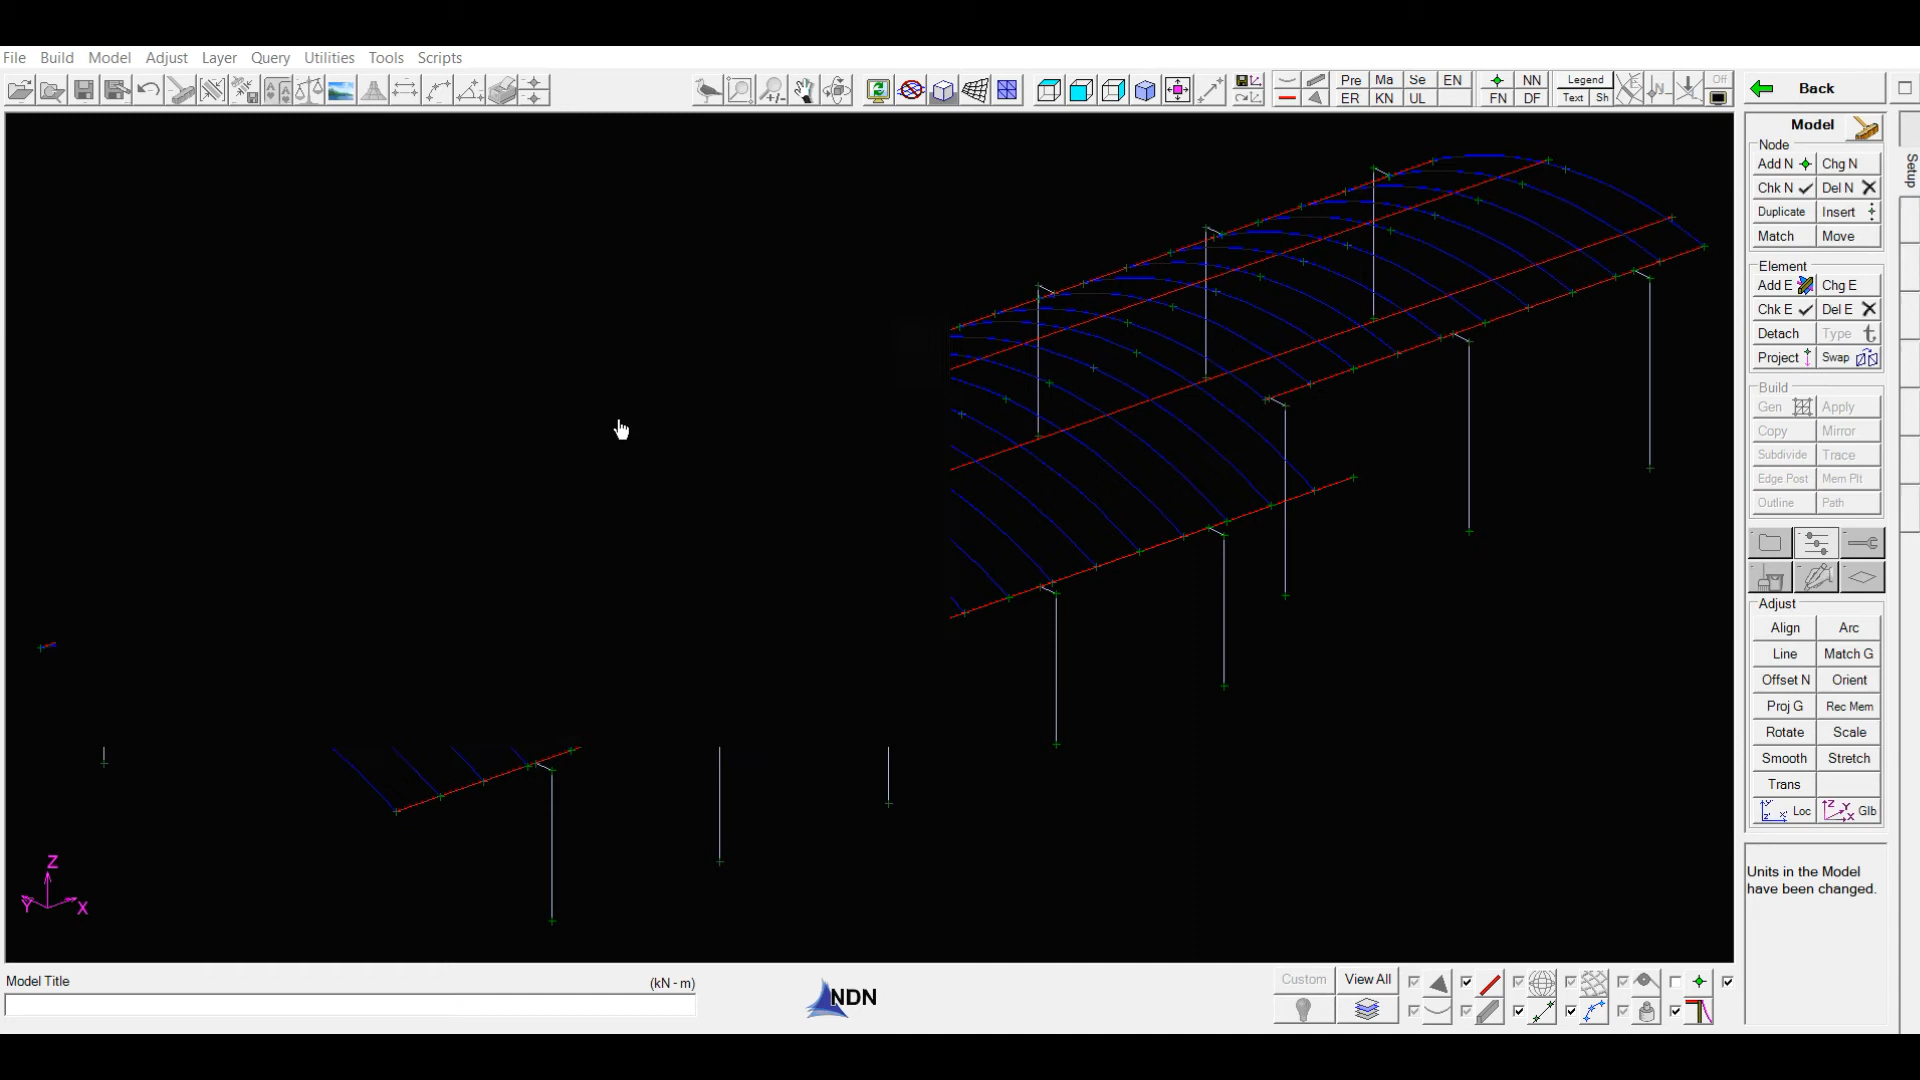 File Build Model Adjust Layer Query Utilities Tools Scripts
Pre Ma Se EN NN Legend Off
ER KN UL FN DF Text Sh
Back
Model
Setup
Node
Add N Chg N
Chk N Del N
Duplicate Insert
Match Move
Element
Add E Chg E
Chk E Del E
Detach Type
Project Swap
Build
Gen Apply
Copy Mirror
Subdivide Trace
Edge Post Mem Plt
Outline Path
Adjust
Align Arc
Line Match G
Offset N Orient
Proj G Rec Mem
Rotate Scale
Smooth Stretch
Trans
Loc Glb
Units in the Model
have been changed.
Z
Y X
Model Title (kN - m)
NDN
Custom View All